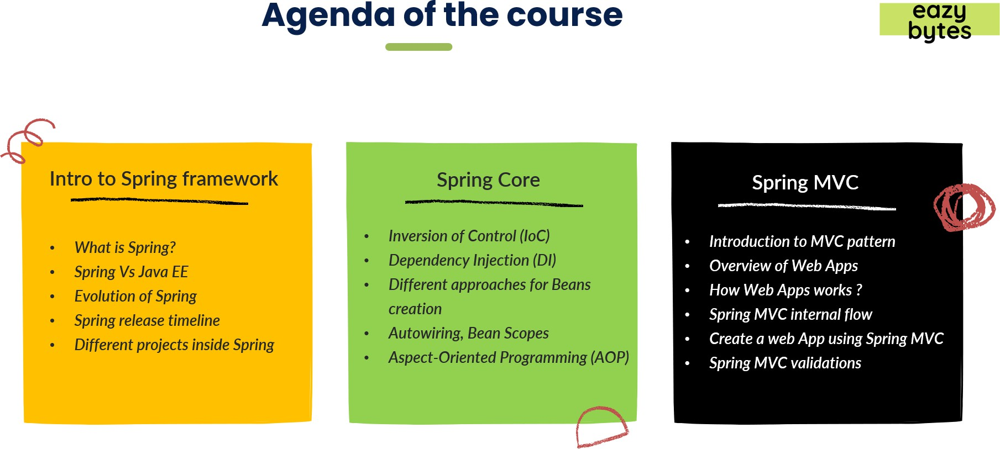 Agenda of the course
eazy
bytes
Intro to Spring framework
• What is Spring?
• Spring Vs Java EE
• Evolution of Spring
• Spring release timeline
• Different projects inside Spring
Spring Core
• Inversion of Control (IoC)
• Dependency Injection (DI)
• Different approaches for Beans
creation
• Autowiring, Bean Scopes
• Aspect-Oriented Programming (AOP)
Spring MVC
• Introduction to MVC pattern
• Overview of Web Apps
• How Web Apps works ?
• Spring MVC internal flow
• Create a web App using Spring MVC
• Spring MVC validations